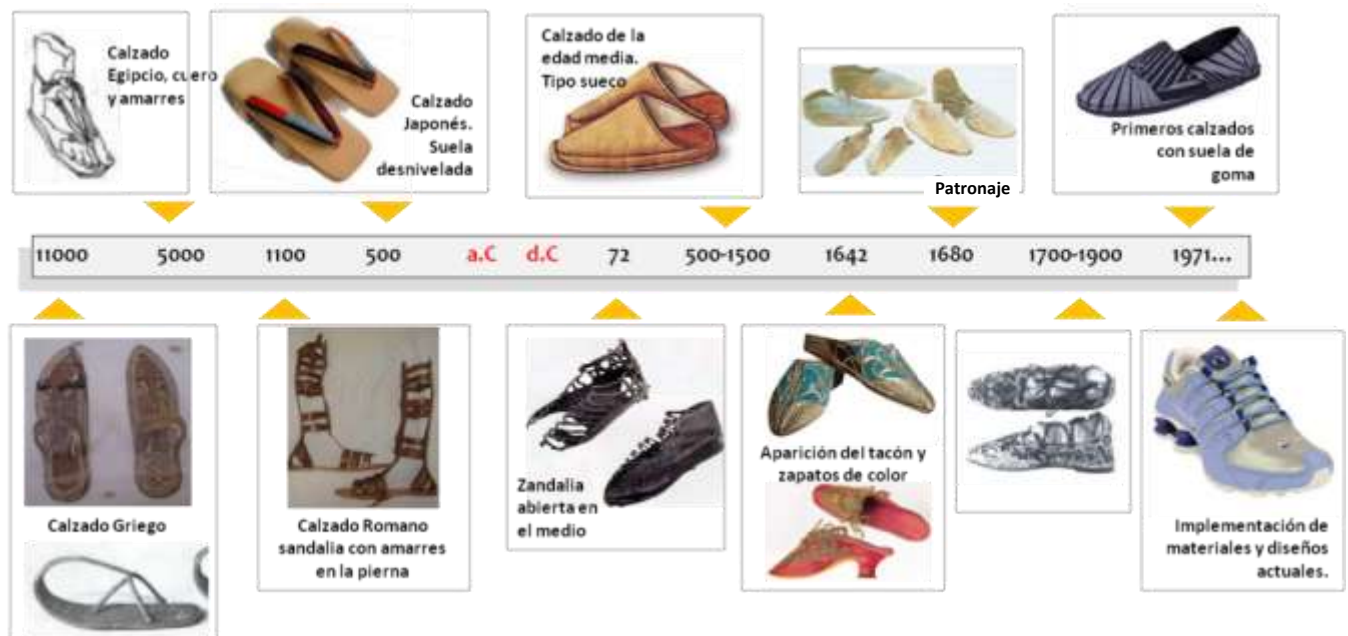 Calzado
Egipcio, cuero
y amarres
Calzado
Japonés.
Suela
desnivelada
Calzado de la
edad media.
Tipo sueco
Patronaje
Primeros calzados
con suela de
goma
11000 5000 1100 500 a.C d.C 72 500-1500 1642 1680 1700-1900 1971...
Calzado Griego
Calzado Romano
sandalia con amarres
en la pierna
Zandalia
abierta en
el medio
Aparición del tacón y
zapatos de color
Implementación de
materiales y diseños
actuales.